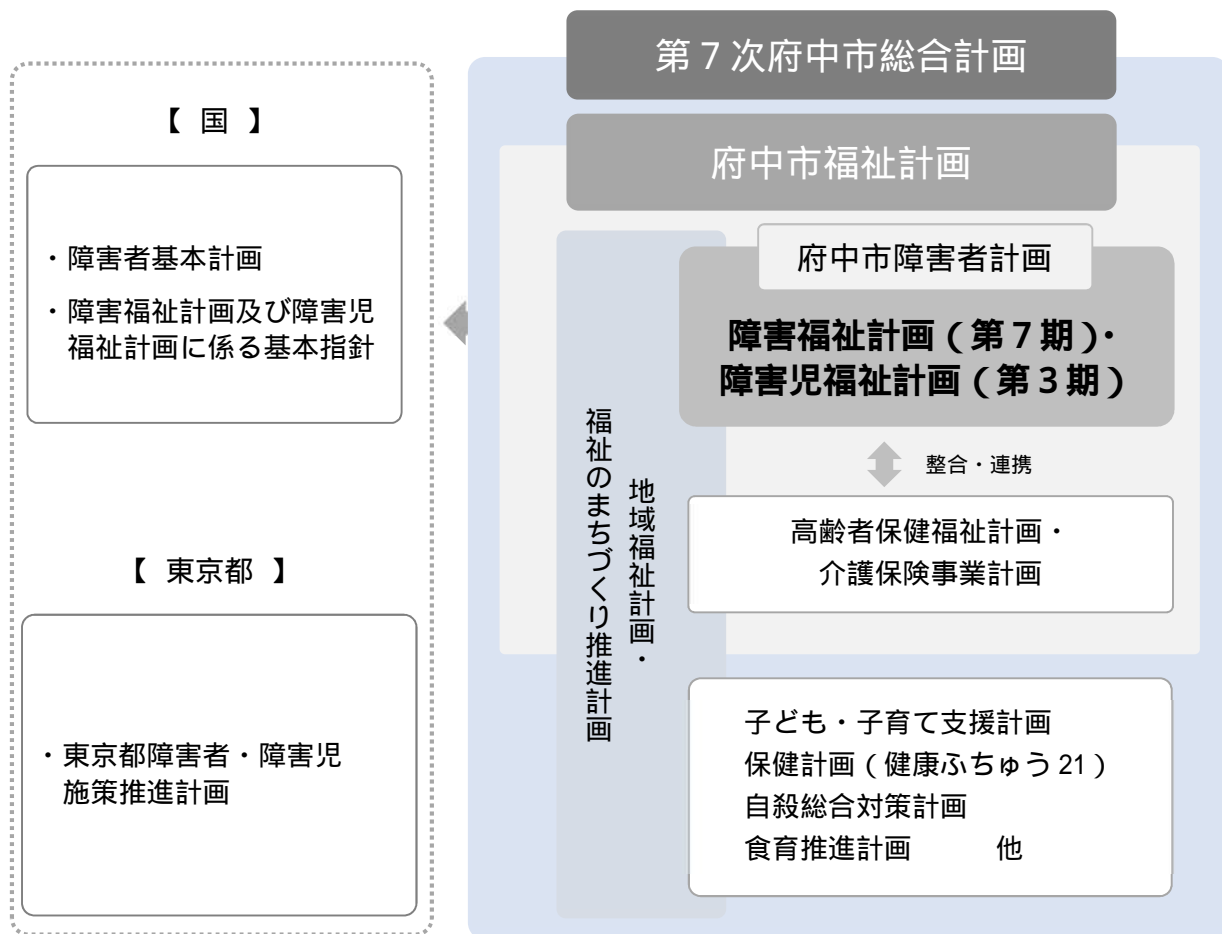 【 国 】
・障害者基本計画
・障害福祉計画及び障害児
福祉計画に係る基本指針
【 東京都 】
・東京都障害者・障害児
施策推進計画
第7次府中市総合計画
府中市福祉計画
地域福祉計画・
福祉のまちづくり推進計画
府中市障害者計画
障害福祉計画(第7期)・
障害児福祉計画(第3期)
整合・連携
高齢者保健福祉計画・
介護保険事業計画
子ども・子育て支援計画
保健計画(健康ふちゅう21)
自殺総合対策計画
食育推進計画 他